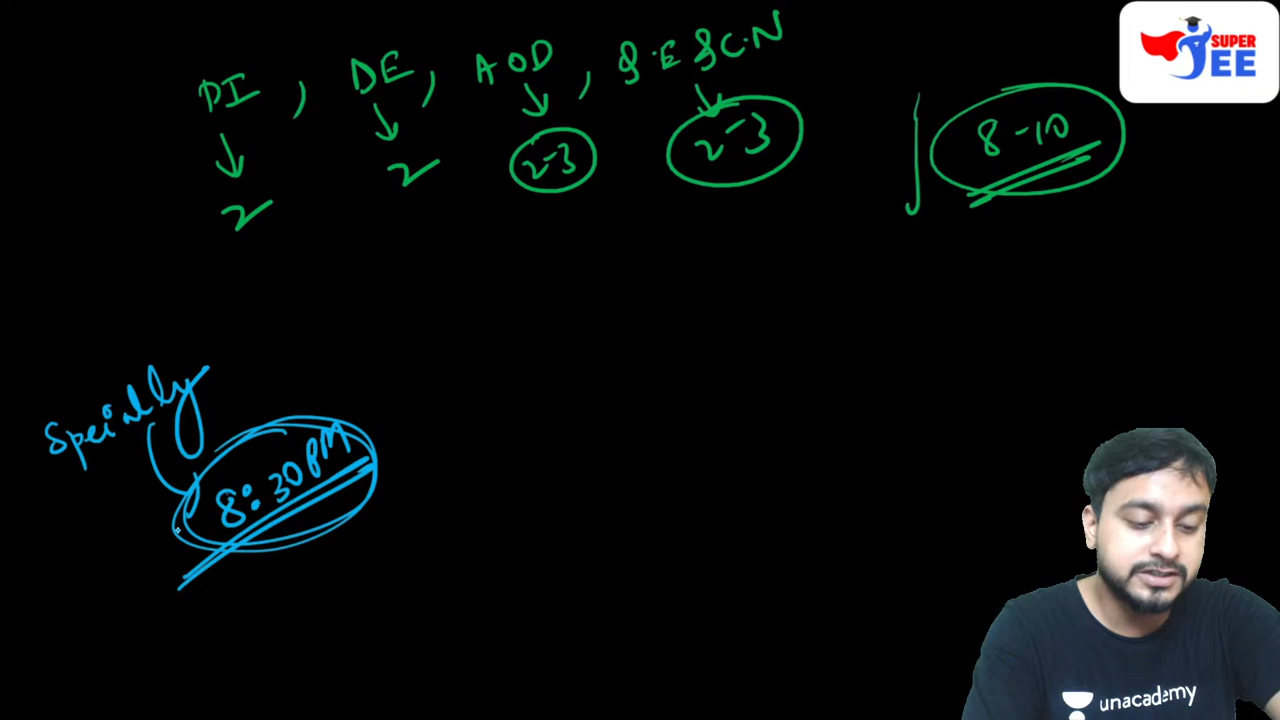 DI, DE, AOD, Q.E & C.N
2 2 2-3 2-3 8-10
SUPER
JEE
Specially
8:30 PM
unacademy